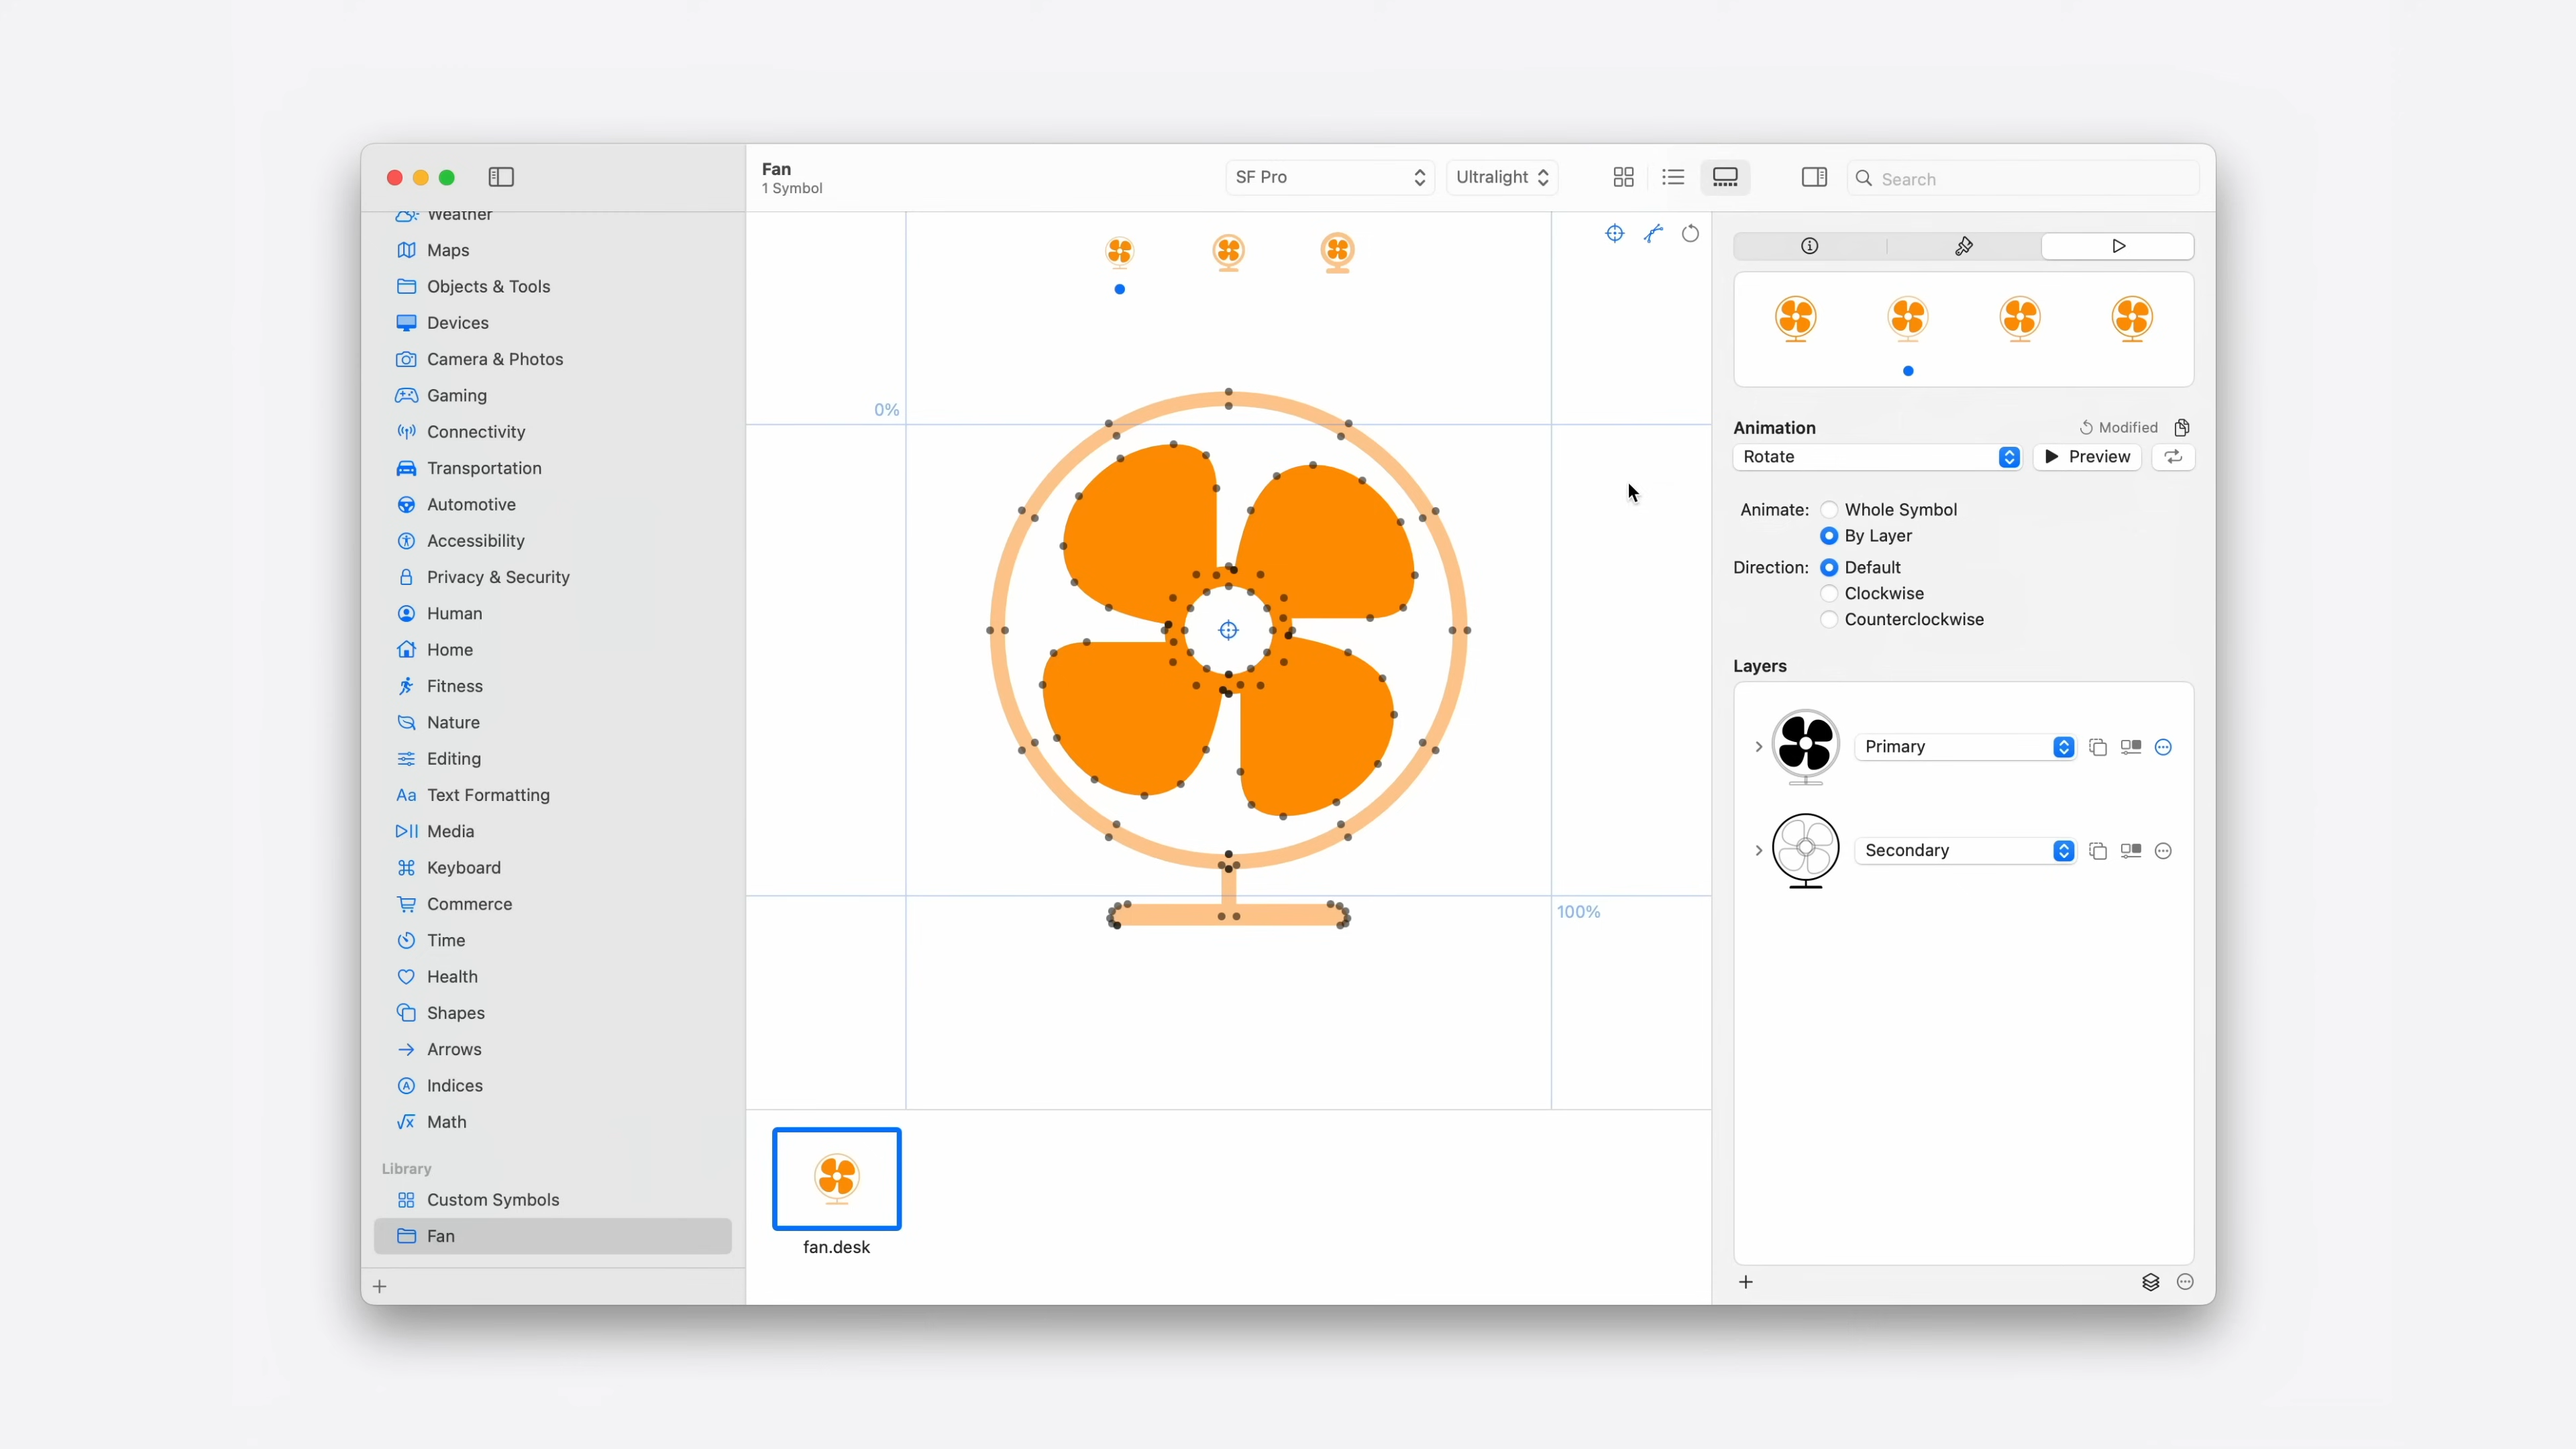 Fan
1 Symbol
SF Pro
Ultralight
Search
Weather
Maps
Objects & Tools
Devices
Camera & Photos
Gaming
Connectivity
Transportation
Automotive
Accessibility
Privacy & Security
Human
Home
Fitness
Nature
Editing
Aa Text Formatting
Media
Keyboard
Commerce
Time
Health
Shapes
Arrows
Indices
Math
Library
Custom Symbols
Fan
0%
100%
fan.desk
Animation
Modified
Rotate
Preview
Animate:
Whole Symbol
By Layer
Direction:
Default
Clockwise
Counterclockwise
Layers
Primary
Secondary